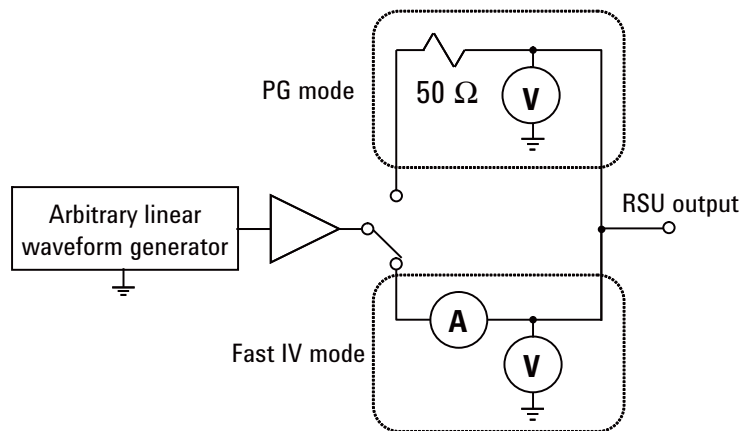 PG mode
50 Ω
V
Arbitrary linear
waveform generator
RSU output
A
Fast IV mode
V